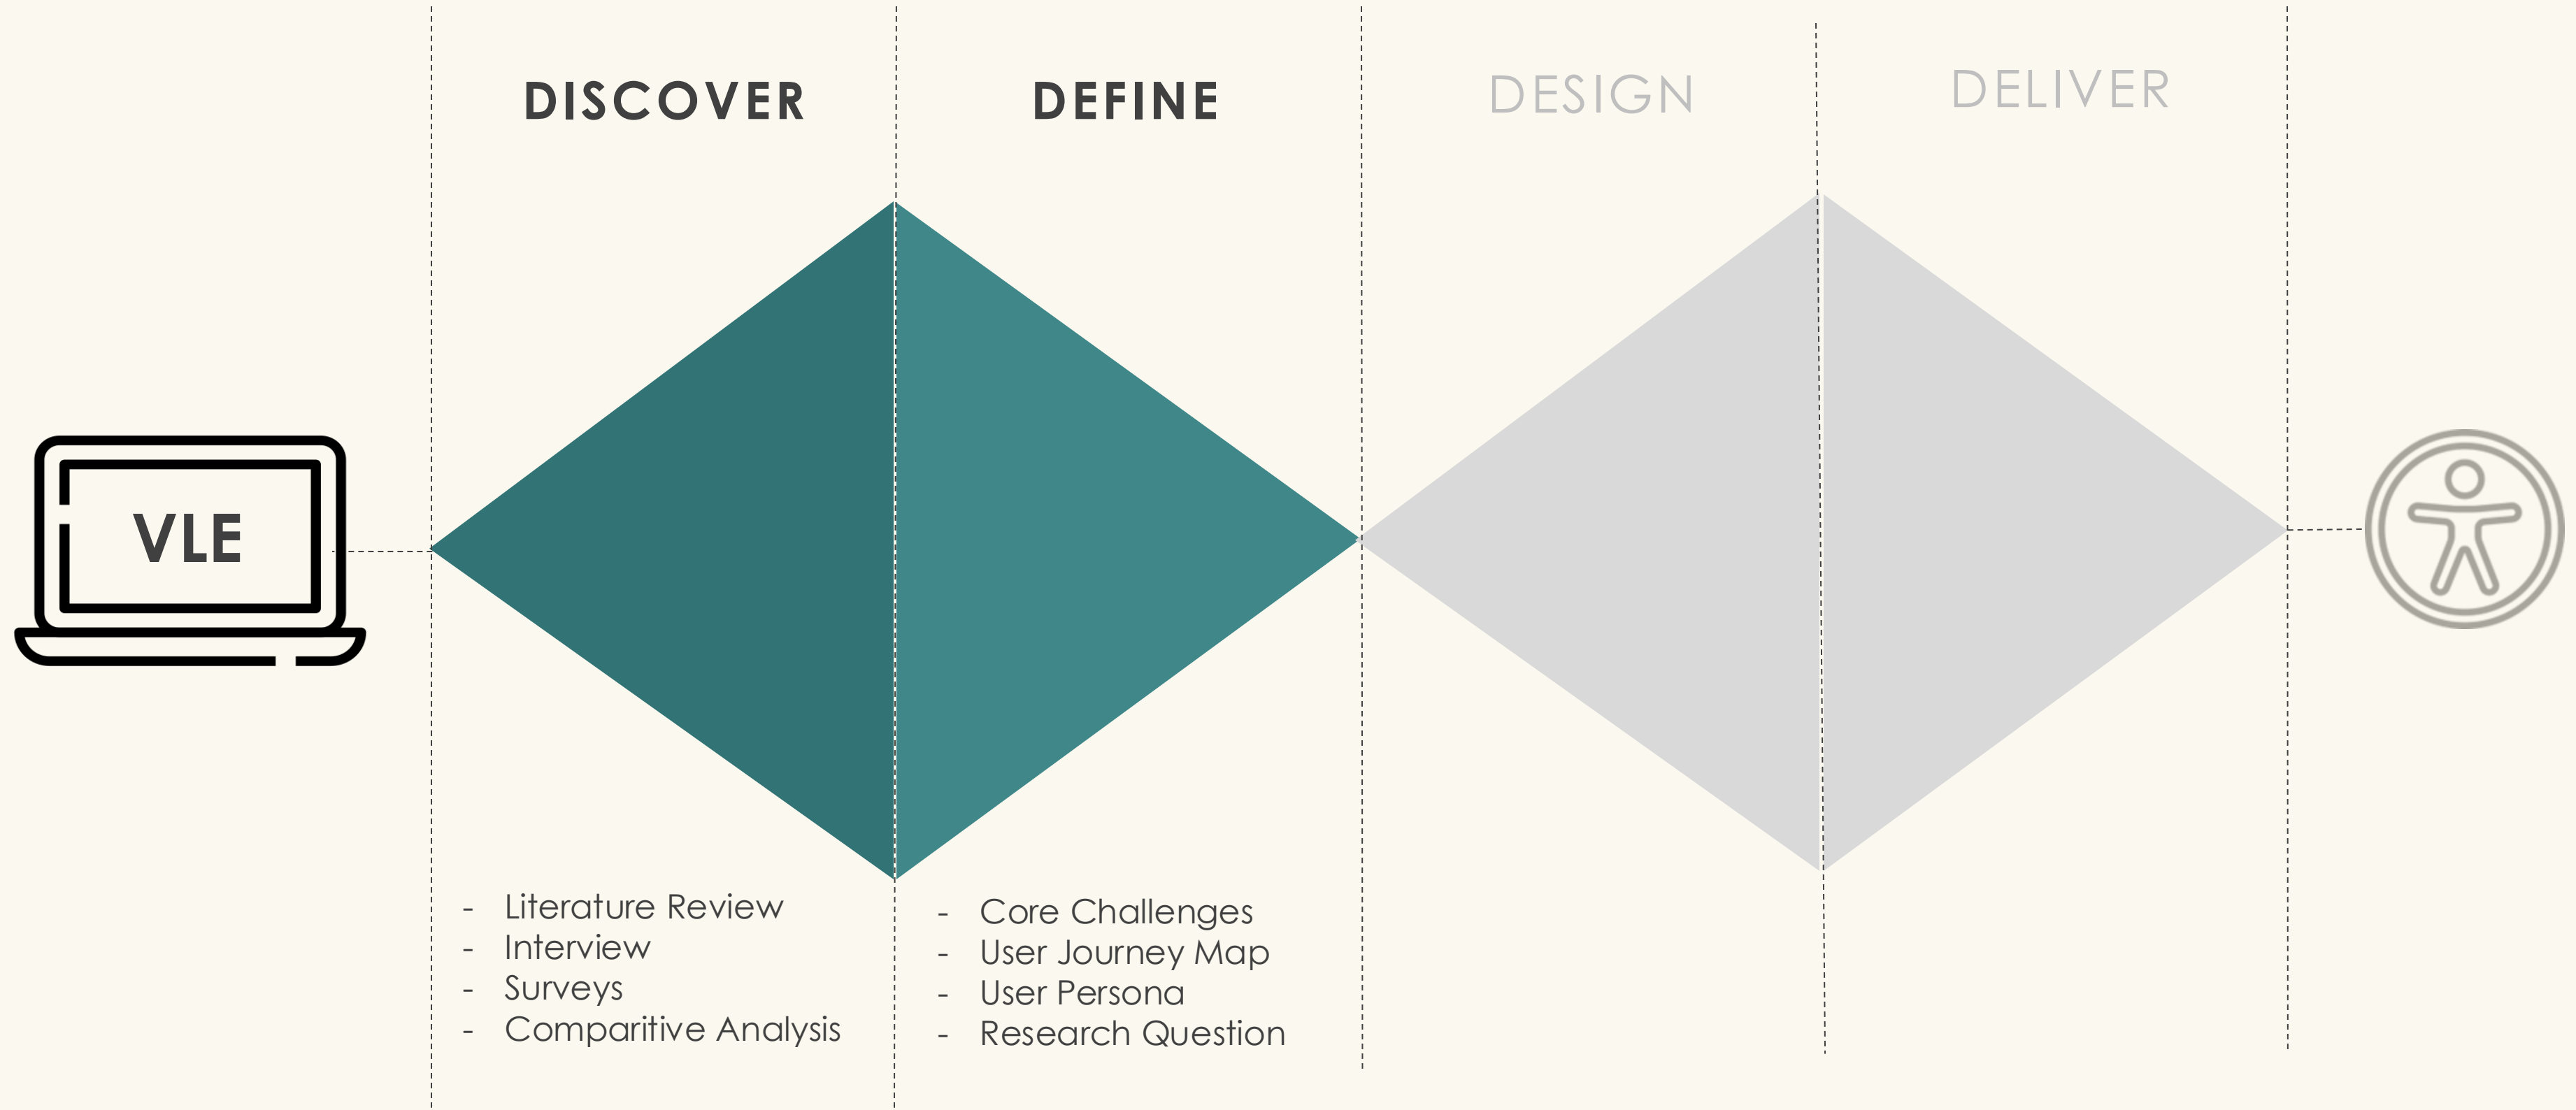 DISCOVER
DEFINE
DESIGN
DELIVER
VLE
- Literature Review
- Interview
- Surveys
- Comparitive Analysis
- Core Challenges
- User Journey Map
- User Persona
- Research Question